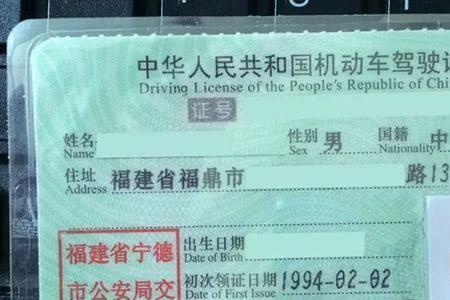 中华人民共和国机动车驾驶证
Driving License of the People's Republic of Chi
证号
姓名
Name
性别 男
Sex
国籍 中
Nationality
住址 福建省福鼎市 路13
Address
福建省宁德
市公安局交
出生日期
Date of Birth
初次领证日期 1994-02-02
Date of First Issue